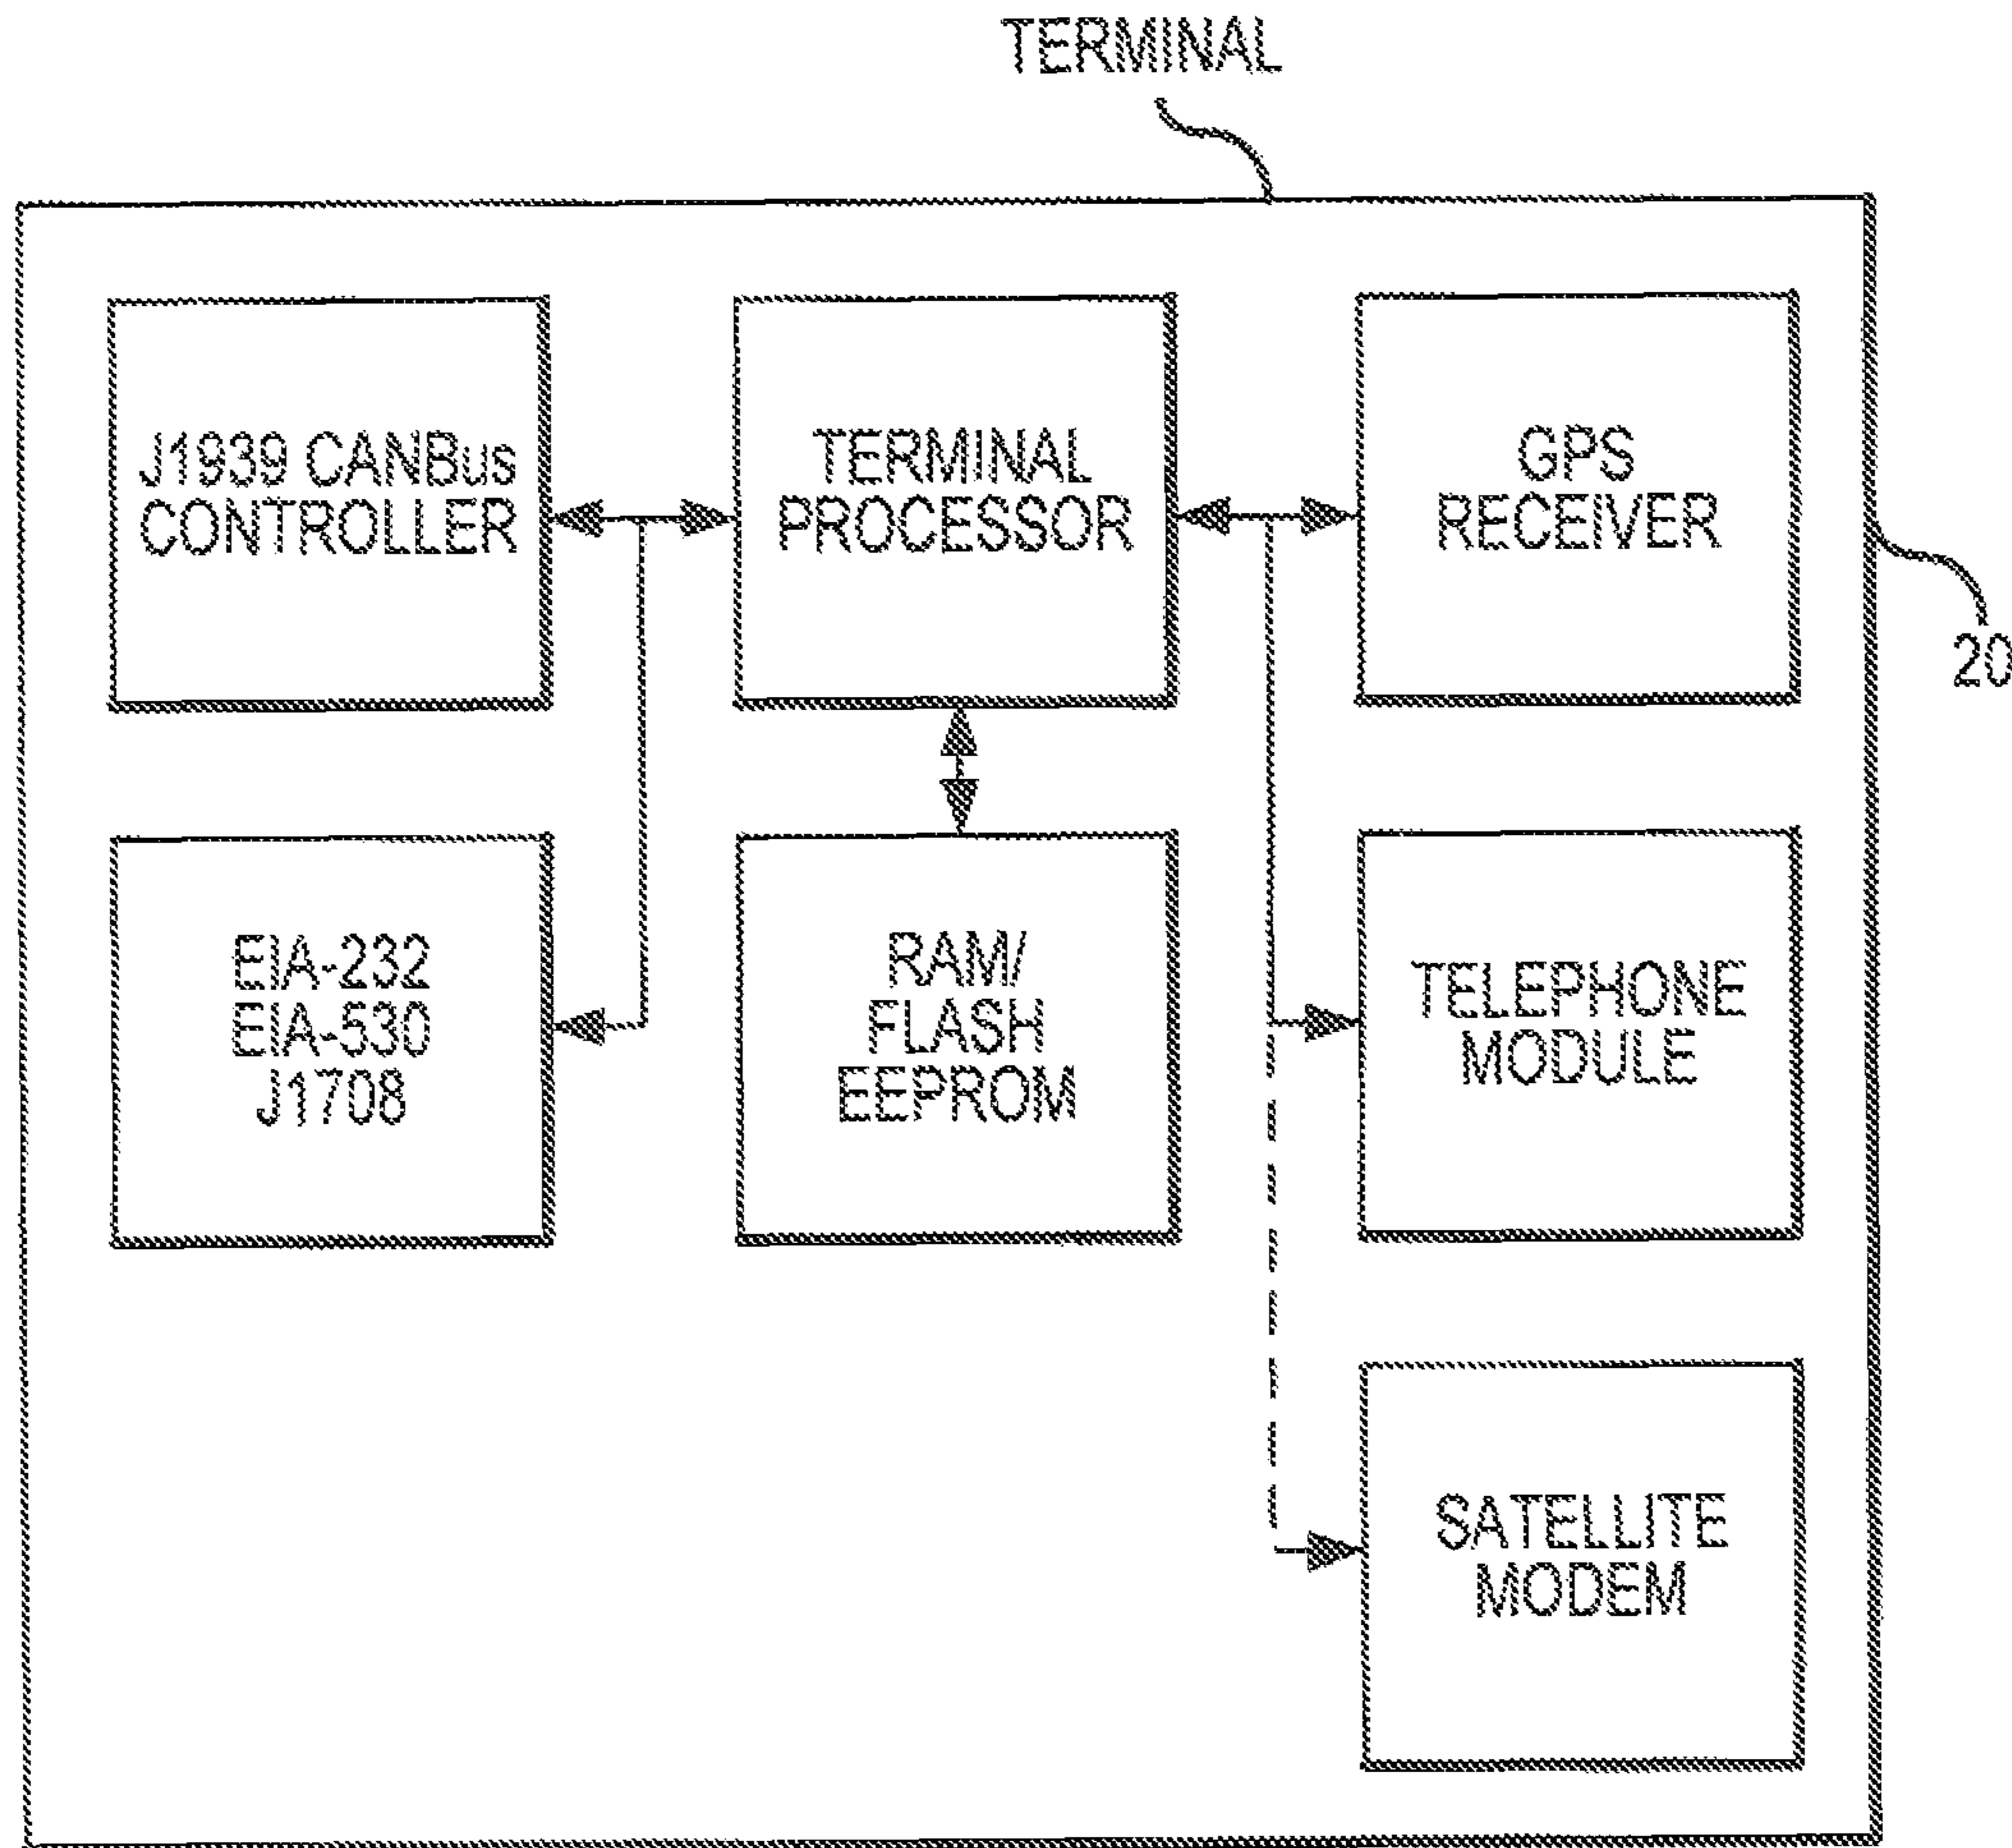 TERMINAL
J1939 CANBus
CONTROLLER
TERMINAL
PROCESSOR
GPS
RECEIVER
20
EIA-232
EIA-530
J1708
RAM/
FLASH
EEPROM
TELEPHONE
MODULE
SATELLITE
MODEM